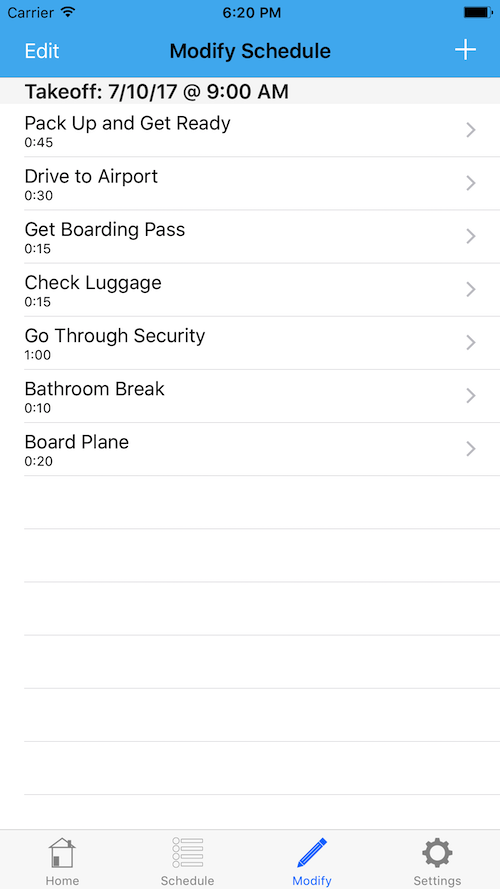 Carrier 6:20 PM
Edit Modify Schedule +
Takeoff: 7/10/17 @ 9:00 AM
Pack Up and Get Ready
0:45
Drive to Airport
0:30
Get Boarding Pass
0:15
Check Luggage
0:15
Go Through Security
1:00
Bathroom Break
0:10
Board Plane
0:20
Home Schedule Modify Settings